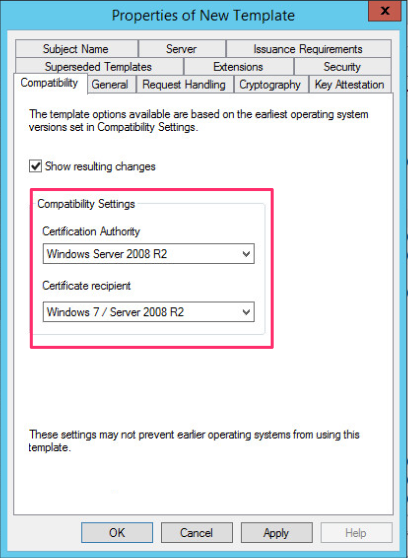 Properties of New Template
x
Subject Name Server Issuance Requirements
Superseded Templates Extensions Security
Compatibility General Request Handling Cryptography Key Attestation
The template options available are based on the earliest operating system
versions set in Compatibility Settings.
Show resulting changes
Compatibility Settings
Certification Authority
Windows Server 2008 R2
Certificate recipient
Windows 7 / Server 2008 R2
These settings may not prevent earlier operating systems from using this
template.
OK Cancel Apply Help